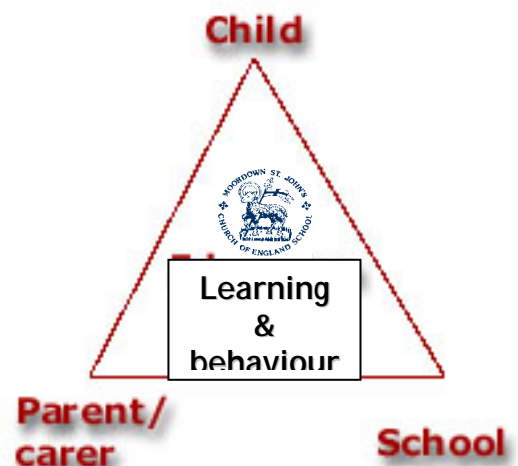 Child
MOORDOWN ST. JOHN'S
CHURCH OF ENGLAND SCHOOL
Learning
&
behaviour
Parent/
carer
School